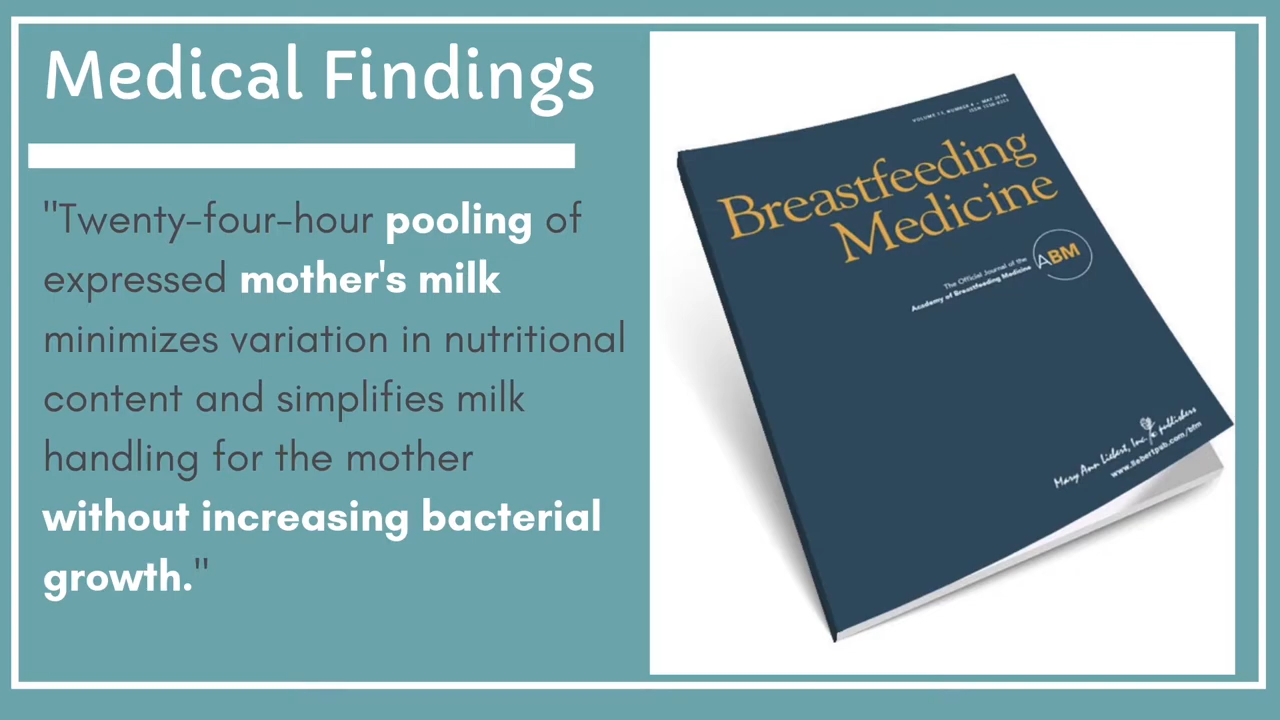 Medical Findings
"Twenty-four-hour pooling of
expressed mother's milk
minimizes variation in nutritional
content and simplifies milk
handling for the mother
without increasing bacterial
growth."
Breastfeeding
Medicine
The Official Journal of the
Academy of Breastfeeding Medicine
ABM
Mary Ann Liebert, Inc. publishers
www.liebertpub.com/bfm